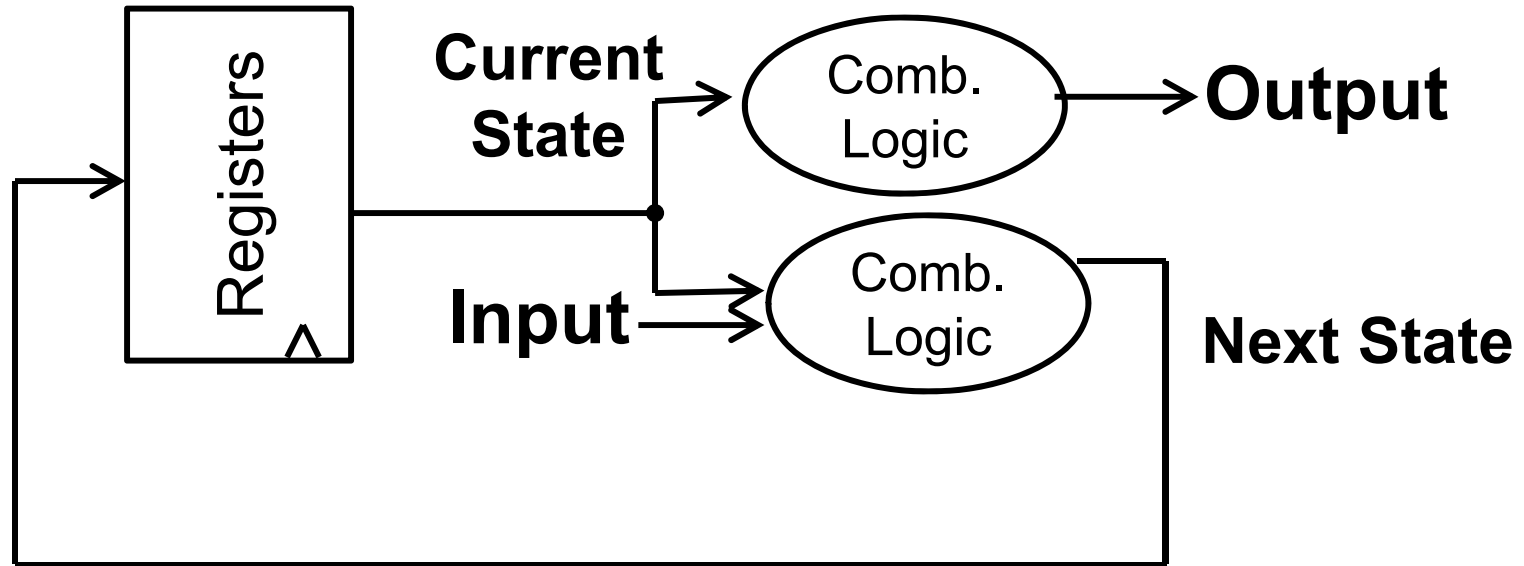 Registers
Current
State
Comb.
Logic
Output
Input
Comb.
Logic
Next State